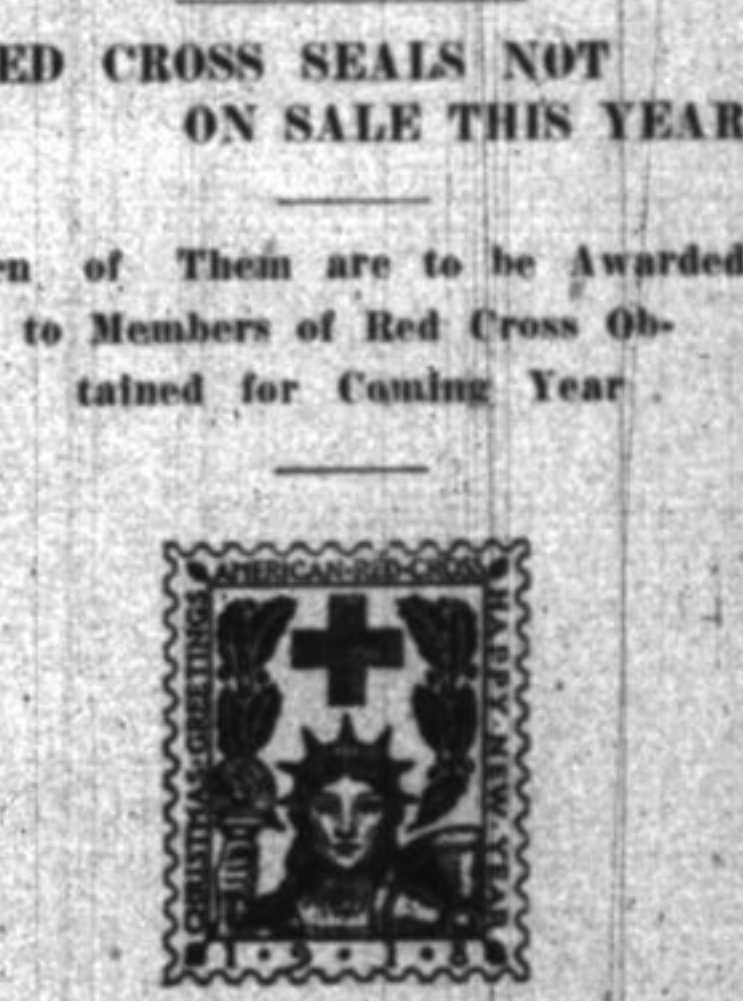 ED CROSS SEALS NOT
ON SALE THIS YEAR
en of Them are to be Awarded
to Members of Red Cross Ob-
tained for Coming Year
AMERICAN·RED·CROSS
CHRISTMAS·GREETINGS
HAPPY·NEW·YEAR
1·9·1·8